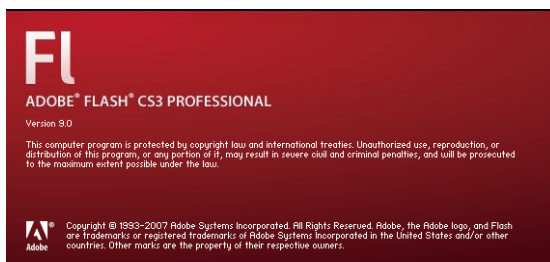 Fl
ADOBE® FLASH® CS3 PROFESSIONAL
Version 9.0
This computer program is protected by copyright law and international treaties. Unauthorized use, reproduction, or
distribution of this program, or any portion of it, may result in severe civil and criminal penalties, and will be prosecuted
to the maximum extent possible under the law.
Copyright © 1993-2007 Adobe Systems Incorporated. All Rights Reserved. Adobe, the Adobe logo, and Flash
are trademarks or registered trademarks of Adobe Systems Incorporated in the United States and/or other
countries. Other marks are the property of their respective owners.
®
Adobe